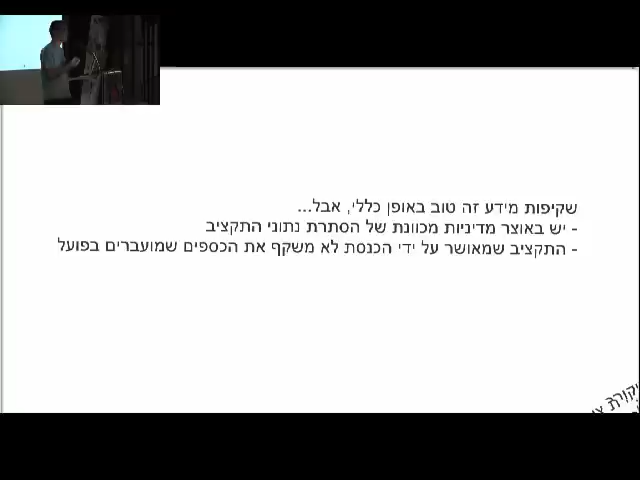 שקיפות מידע זה טוב באופן כללי, אבל...
- יש באוצר מדיניות מכוונת של הסתרת נתוני התקציב
- התקציב שמאושר על ידי הכנסת לא משקף את הכספים שמועברים בפועל